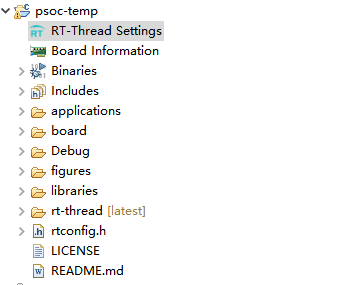 psoc-temp
RT-Thread Settings
Board Information
Binaries
Includes
applications
board
Debug
figures
libraries
rt-thread [latest]
rtconfig.h
LICENSE
README.md